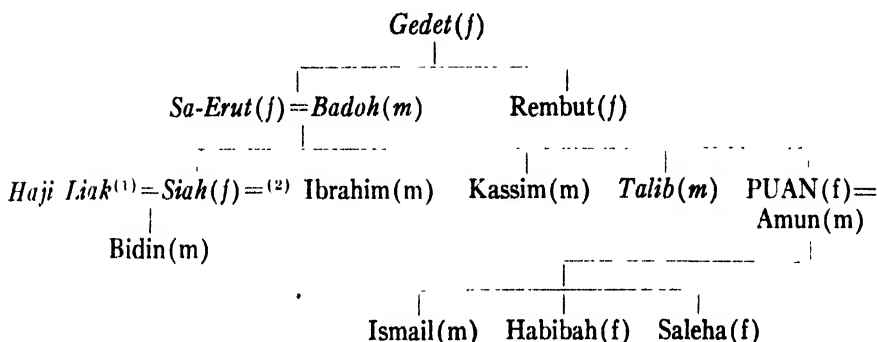 Gedet(f)
Sa-Erut(f)=Badoh(m) Rembut(f)
Haji Liak(1)=Siah(f)=(2) Ibrahim(m) Kassim(m) Talib(m) PUAN(f)=
Bidin(m) Amun(m)
Ismail(m) Habibah(f) Saleha(f)